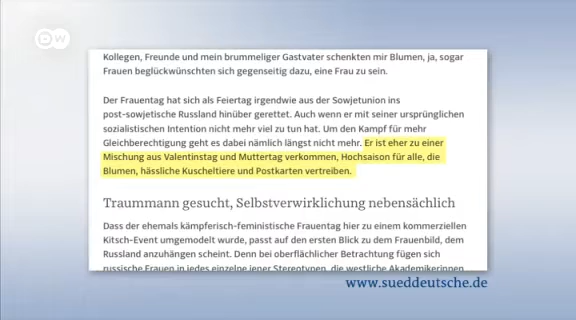 DW
Kollegen, Freunde und mein brummeliger Gastvater schenkten mir Blumen, ja, sogar
Frauen beglückwünschten sich gegenseitig dazu, eine Frau zu sein.
Der Frauentag hat sich als Feiertag irgendwie aus der Sowjetunion ins
post-sowjetische Russland hinüber gerettet. Auch wenn er mit seiner ursprünglichen
sozialistischen Intention nicht mehr viel zu tun hat. Um den Kampf für mehr
Gleichberechtigung geht es dabei nämlich längst nicht mehr. Er ist eher zu einer
Mischung aus Valentinstag und Muttertag verkommen, Hochsaison für alle, die
Blumen, hässliche Kuscheltiere und Postkarten vertreiben.
Traummann gesucht, Selbstverwirklichung nebensächlich
Dass der ehemals kämpferisch-feministische Frauentag hier zu einem kommerziellen
Kitsch-Event umgemodelt wurde, passt auf den ersten Blick zu dem Frauenbild, dem
Russland anzuhängen scheint. Denn bei oberflächlicher Betrachtung fügen sich
russische Frauen in jedes einzelne jener Stereotypen, die westliche Akademikerinnen
www.sueddeutsche.de